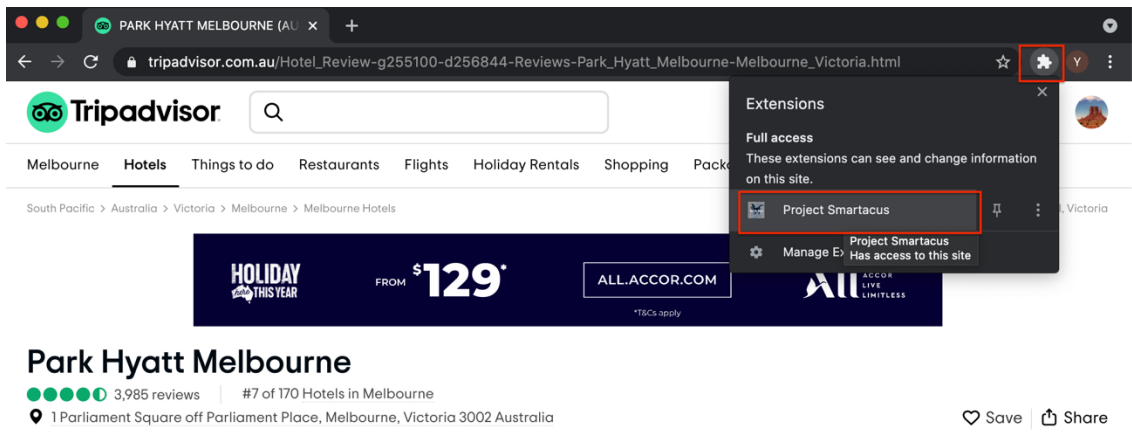 PARK HYATT MELBOURNE (AU
tripadvisor.com.au/Hotel_Review-g255100-d256844-Reviews-Park_Hyatt_Melbourne-Melbourne_Victoria.html
Y
Tripadvisor
Extensions
Full access
These extensions can see and change information
on this site.
Project Smartacus
Project Smartacus
Has access to this site
Manage Ex
Melbourne Hotels Things to do Restaurants Flights Holiday Rentals Shopping Packa
South Pacific > Australia > Victoria > Melbourne > Melbourne Hotels
, Victoria
HOLIDAY
here THIS YEAR
FROM $129*
ALL.ACCOR.COM
*T&Cs apply
ALL
ACCOR
LIVE
LIMITLESS
Park Hyatt Melbourne
3,985 reviews #7 of 170 Hotels in Melbourne
1 Parliament Square off Parliament Place, Melbourne, Victoria 3002 Australia
Save Share